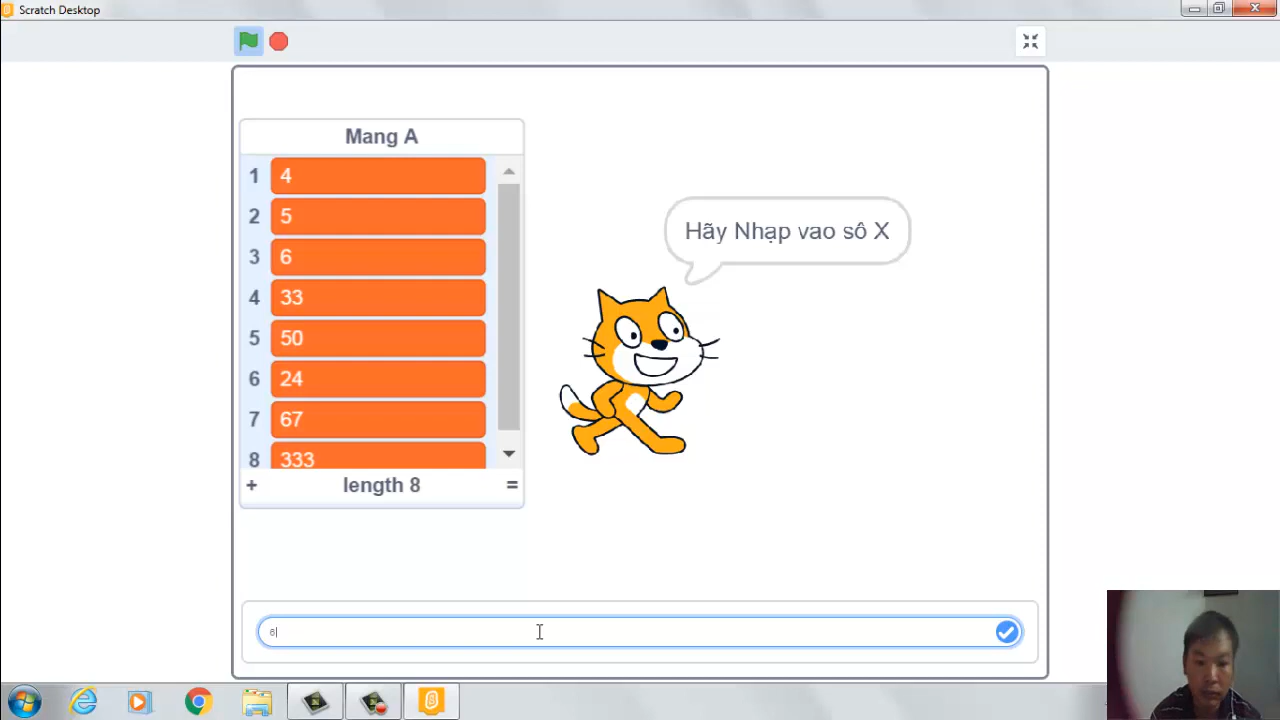 Scratch Desktop
Mang A
1 4
2 5
3 6
4 33
5 50
6 24
7 67
8 333
+ length 8 =
Hãy Nhạp vao sô X
8